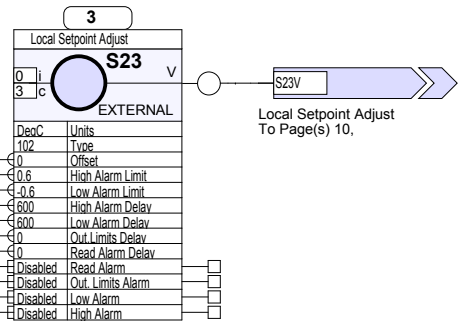 3
Local Setpoint Adjust
S23
V
0 i
3 c
EXTERNAL
DegC Units
102 Type
0 Offset
0.6 High Alarm Limit
-0.6 Low Alarm Limit
600 High Alarm Delay
600 Low Alarm Delay
0 Out.Limits Delay
0 Read Alarm Delay
Disabled Read Alarm
Disabled Out. Limits Alarm
Disabled Low Alarm
Disabled High Alarm
S23V
Local Setpoint Adjust
To Page(s) 10,